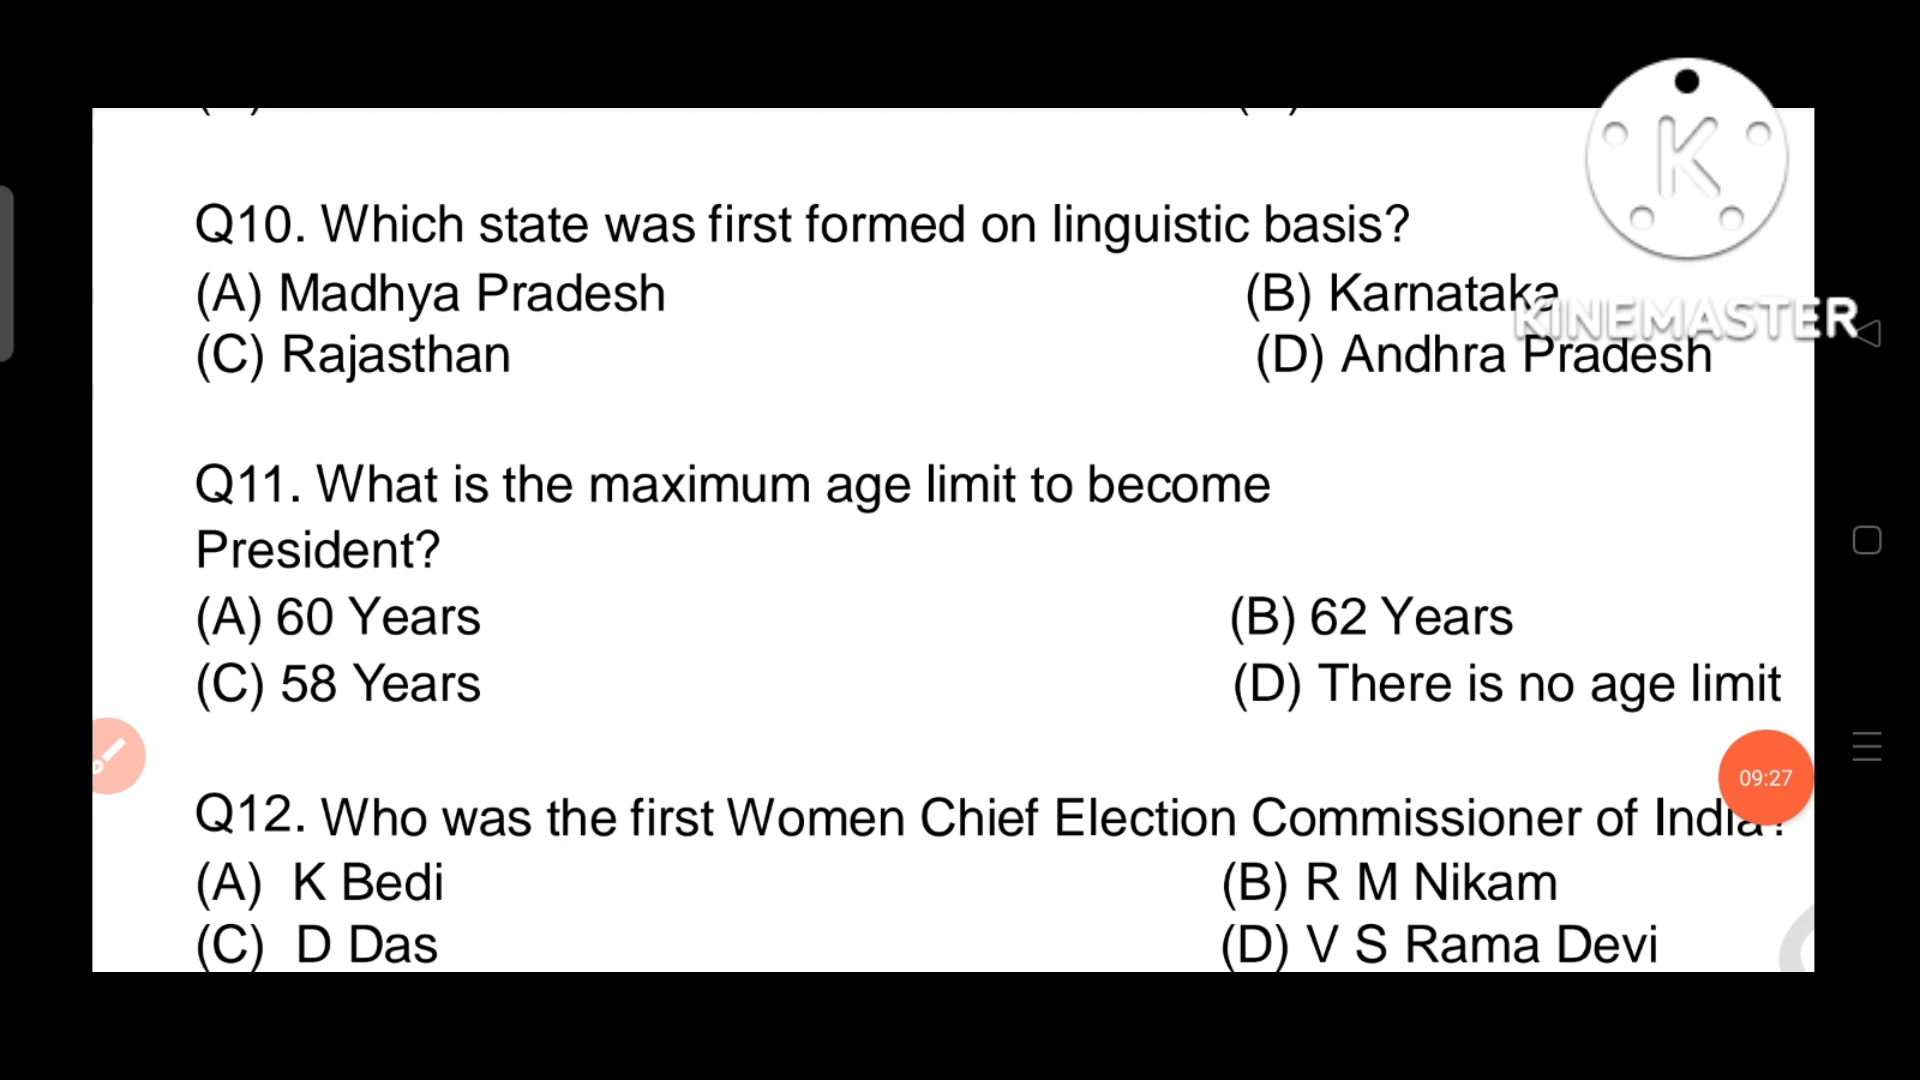 Q10. Which state was first formed on linguistic basis?
(A) Madhya Pradesh (B) Karnataka
(C) Rajasthan (D) Andhra Pradesh
K
KINEMASTER
Q11. What is the maximum age limit to become
President?
(A) 60 Years (B) 62 Years
(C) 58 Years (D) There is no age limit
09:27
Q12. Who was the first Women Chief Election Commissioner of India?
(A) K Bedi (B) R M Nikam
(C) D Das (D) V S Rama Devi